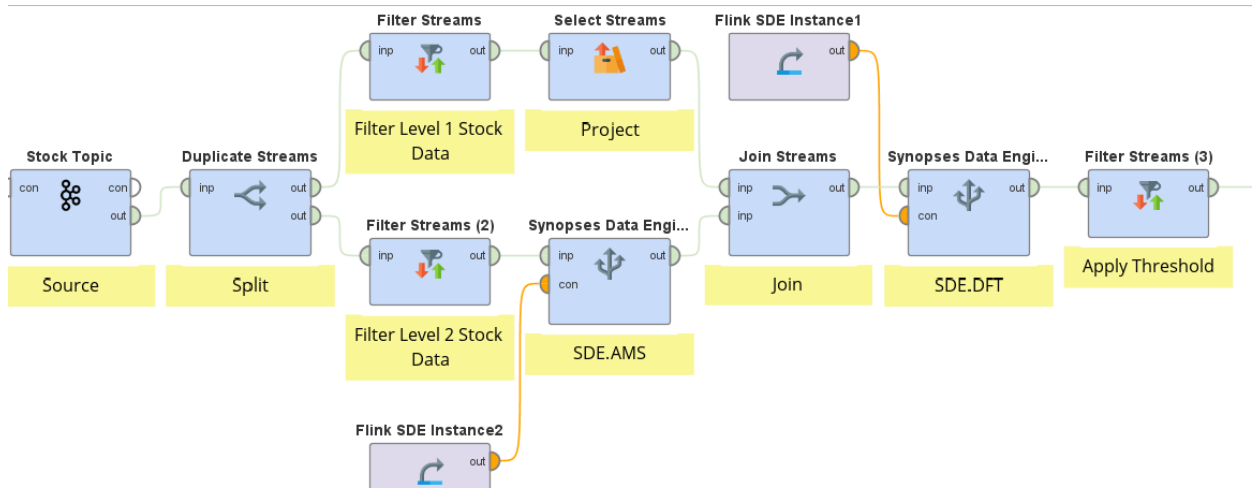 Filter Streams
inp
out
Filter Level 1 Stock
Data
Select Streams
inp
out
Project
Flink SDE Instance1
out
Stock Topic
con
con
out
Source
Duplicate Streams
inp
out
out
Split
Join Streams
inp
out
inp
Join
Synopses Data Engi...
inp
out
con
SDE.DFT
Filter Streams (3)
inp
out
Apply Threshold
Filter Streams (2)
inp
out
Filter Level 2 Stock
Data
Synopses Data Engi...
inp
out
con
SDE.AMS
Flink SDE Instance2
out